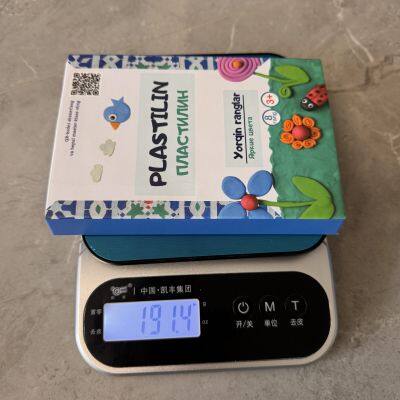 PLASTILIN
ПЛАСТИЛИН
Yorqin ranglar
Яркие цвета
8
3+
中国·凯丰集团
191.4
g
oz
M
T
开/关
单位
去皮